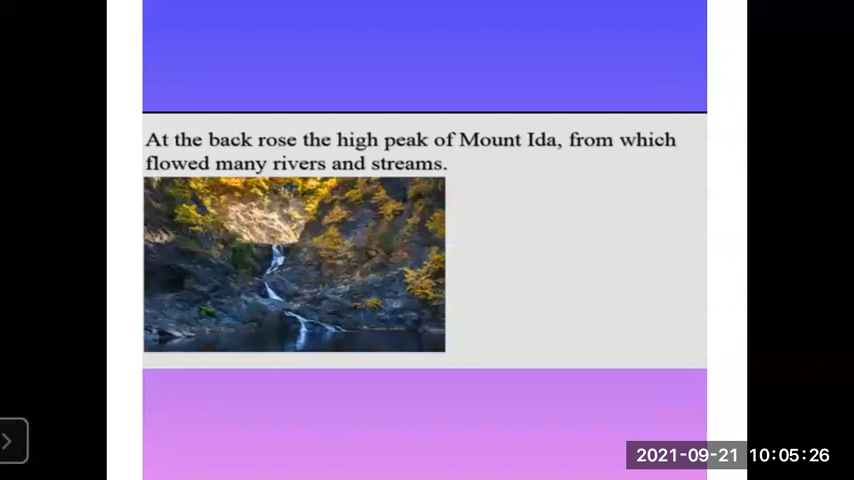 At the back rose the high peak of Mount Ida, from which
flowed many rivers and streams.
2021-09-21 10:05:26